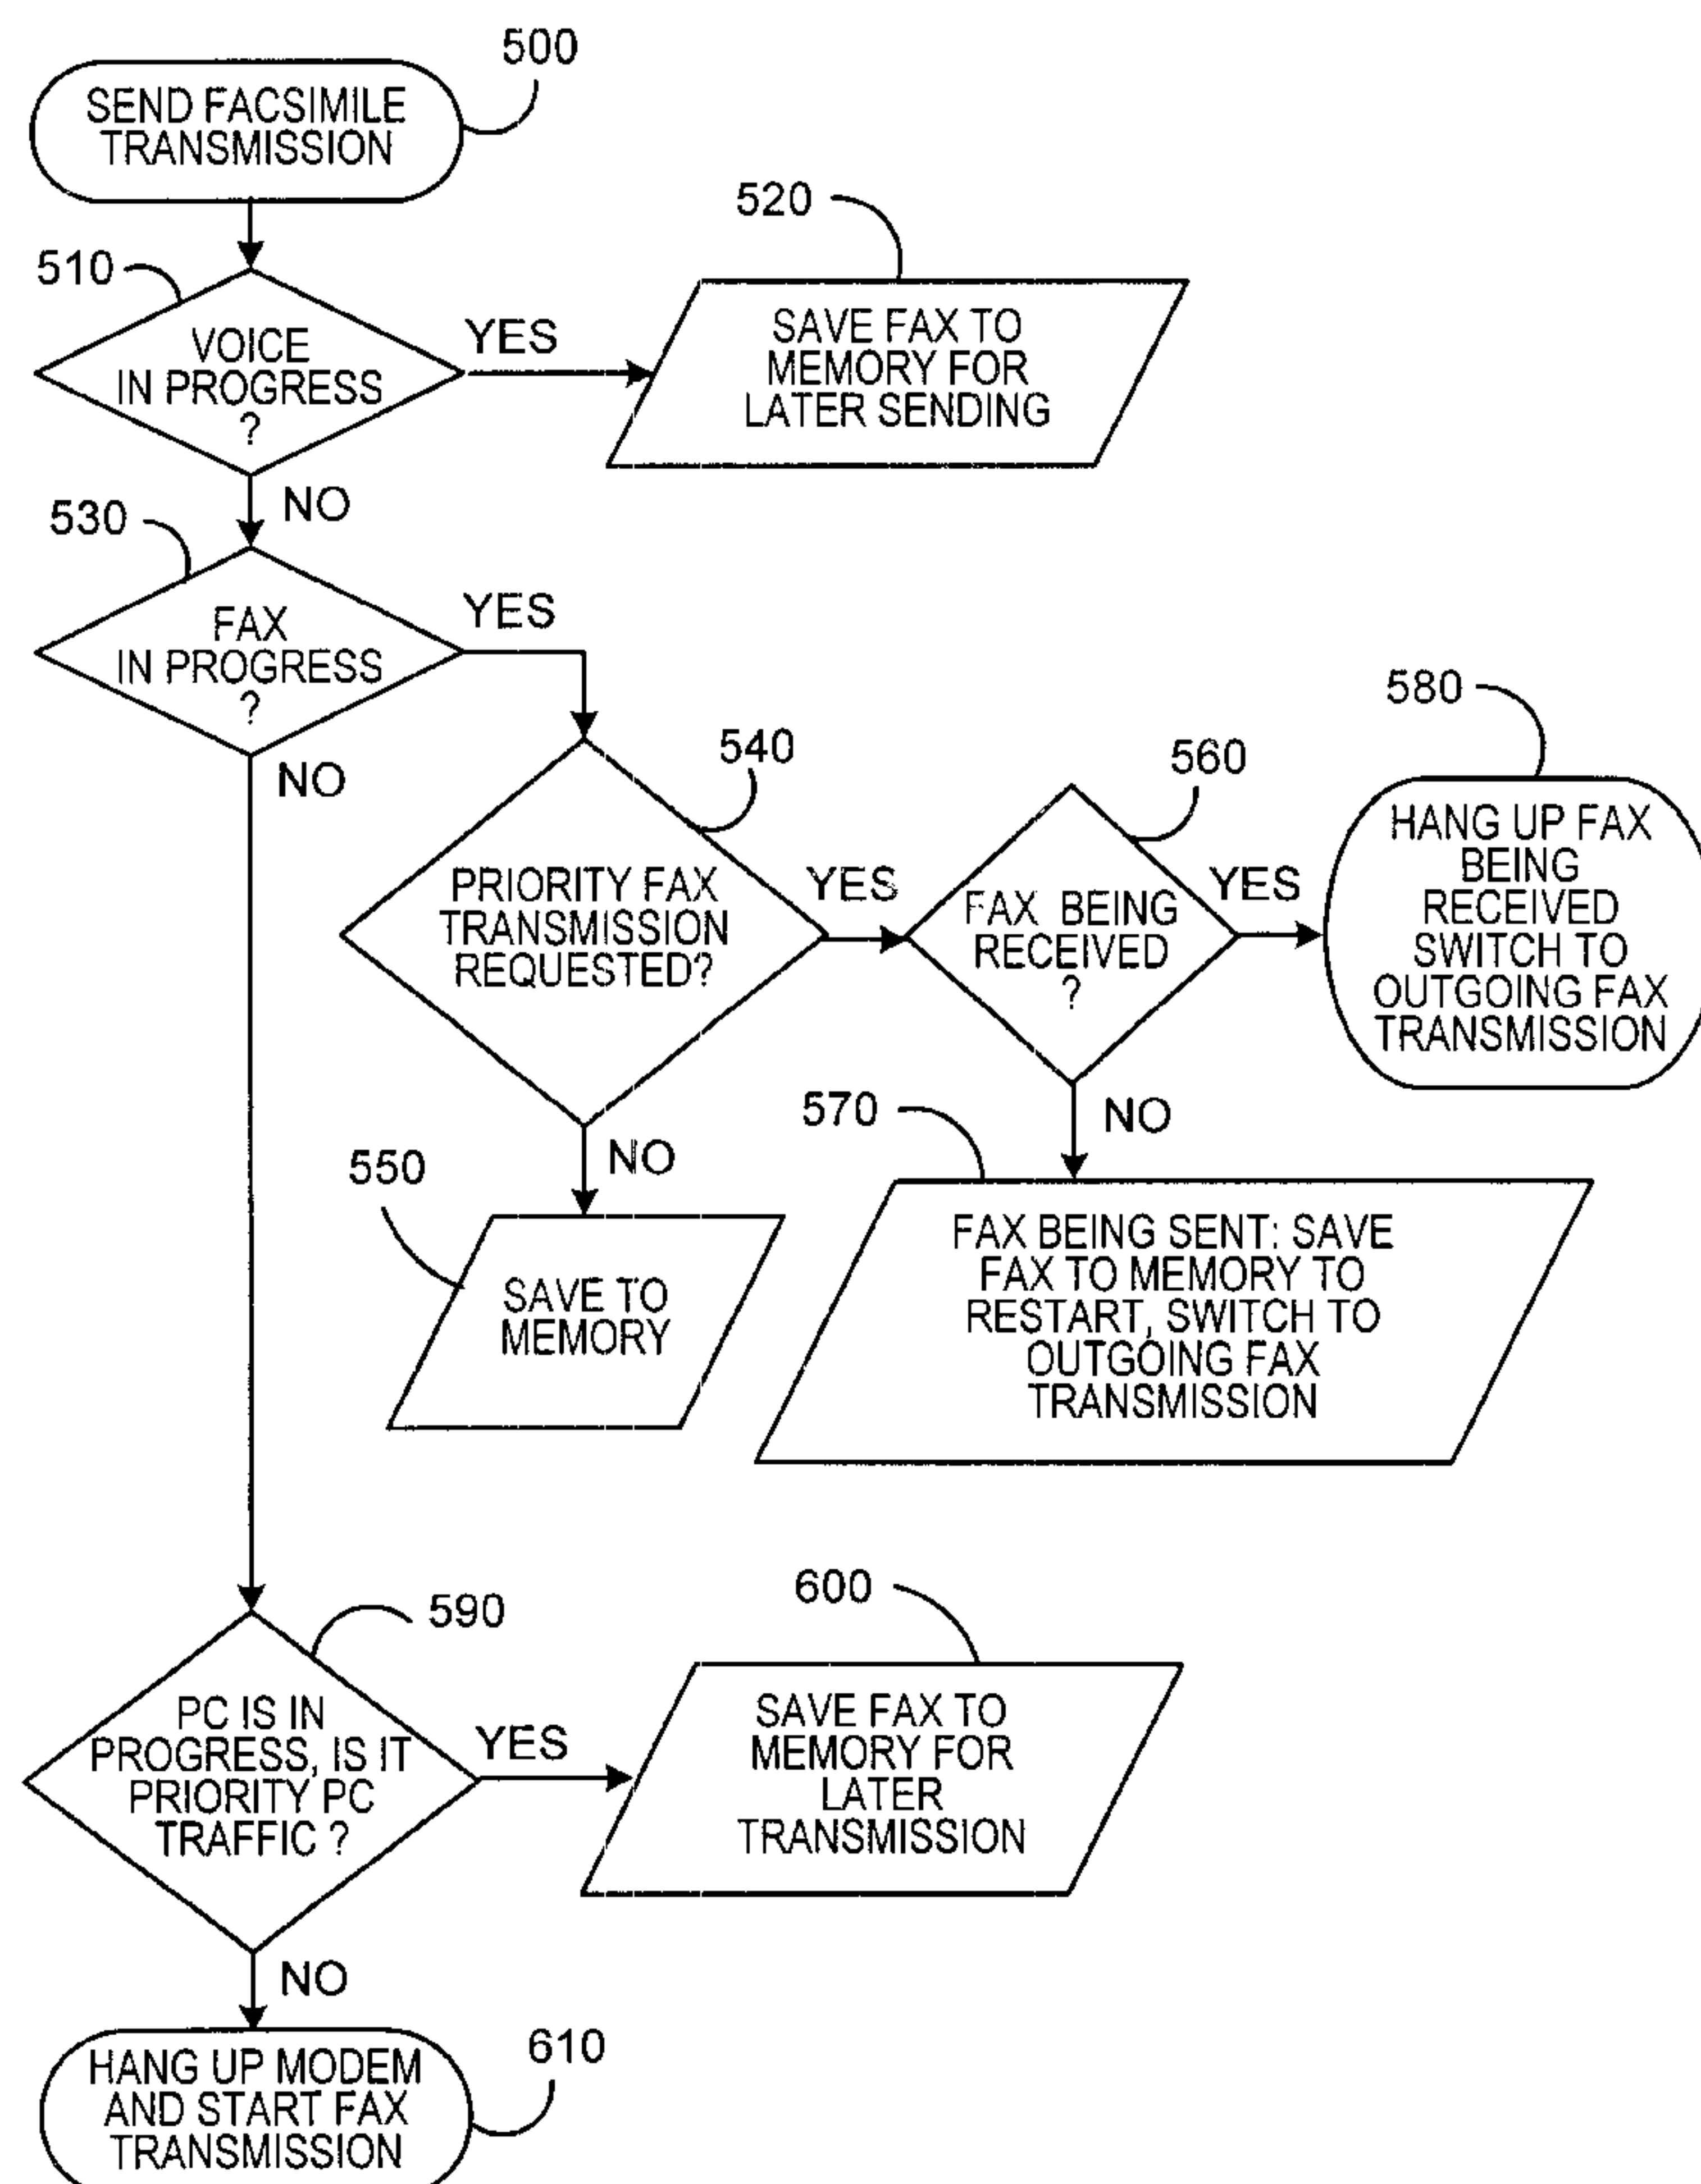 500
SEND FACSIMILE
TRANSMISSION
520
510
VOICE
IN PROGRESS
?
YES
SAVE FAX TO
MEMORY FOR
LATER SENDING
NO
530
FAX
IN PROGRESS
?
YES
NO
540
PRIORITY FAX
TRANSMISSION
REQUESTED?
YES
560
FAX BEING
RECEIVED
?
YES
580
HANG UP FAX
BEING
RECEIVED
SWITCH TO
OUTGOING FAX
TRANSMISSION
NO
550
SAVE TO
MEMORY
NO
570
FAX BEING SENT: SAVE
FAX TO MEMORY TO
RESTART, SWITCH TO
OUTGOING FAX
TRANSMISSION
590
PC IS IN
PROGRESS, IS IT
PRIORITY PC
TRAFFIC ?
YES
600
SAVE FAX TO
MEMORY FOR
LATER
TRANSMISSION
NO
610
HANG UP MODEM
AND START FAX
TRANSMISSION